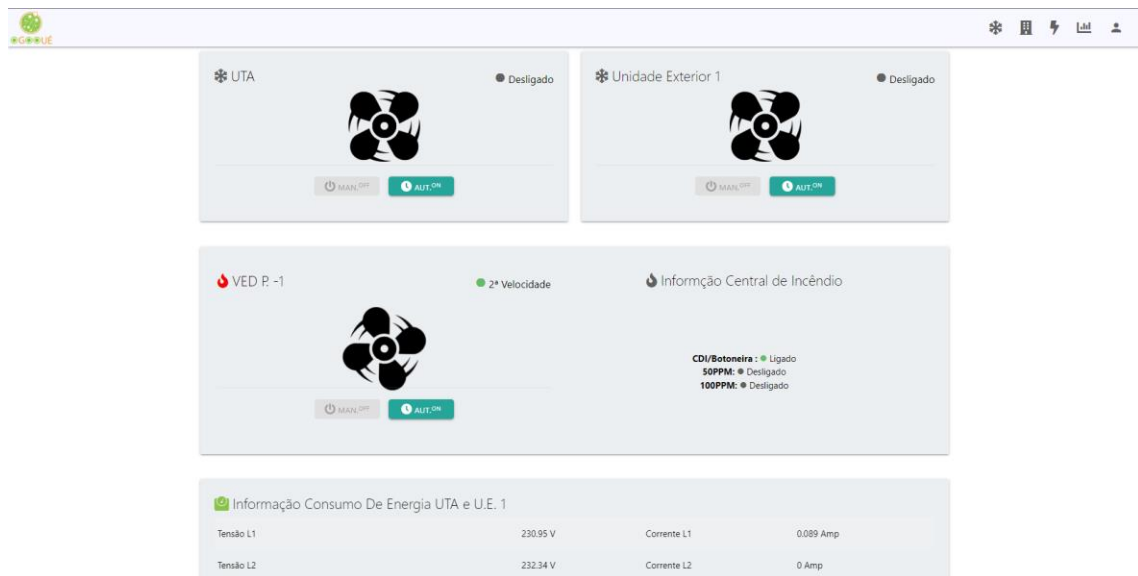 OGOOUÉ
UTA
Desligado
Unidade Exterior 1
Desligado
MAN.OFF
AUT.ON
MAN.OFF
AUT.ON
VED P. -1
2ª Velocidade
Informção Central de Incêndio
CDI/Botoneira : Ligado
50PPM: Desligado
100PPM: Desligado
MAN.OFF
AUT.ON
Informação Consumo De Energia UTA e U.E. 1
Tensão L1 230.95 V Corrente L1 0.089 Amp
Tensão L2 232.34 V Corrente L2 0 Amp